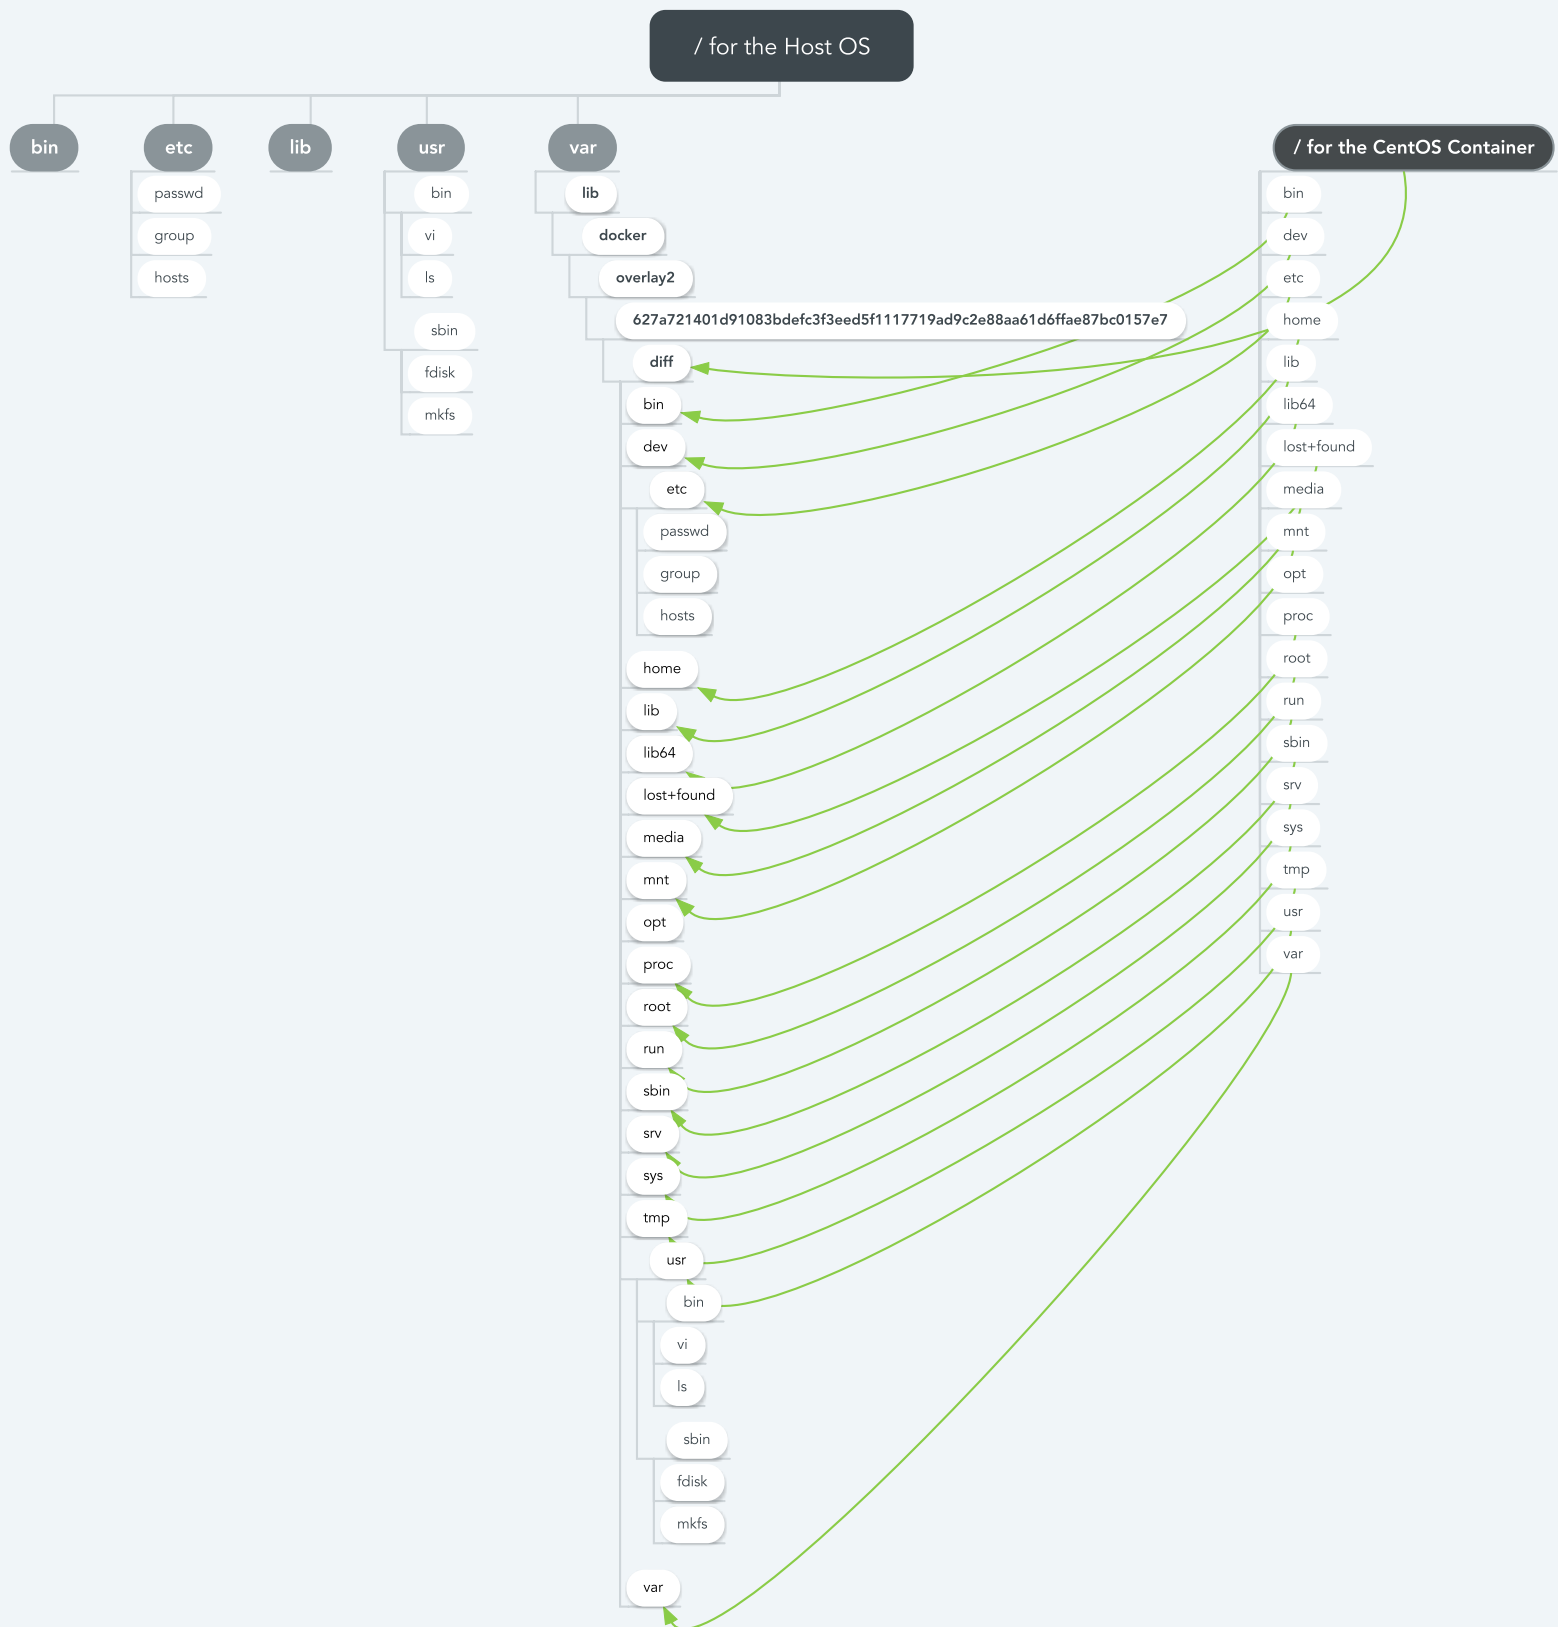 / for the Host OS
bin
etc
passwd
group
hosts
lib
usr
bin
vi
ls
sbin
fdisk
mkfs
var
lib
docker
overlay2
627a721401d91083bdefc3f3eed5f1117719ad9c2e88aa61d6ffae87bc0157e7
diff
bin
dev
etc
passwd
group
hosts
home
lib
lib64
lost+found
media
mnt
opt
proc
root
run
sbin
srv
sys
tmp
usr
bin
vi
ls
sbin
fdisk
mkfs
var
/ for the CentOS Container
bin
dev
etc
home
lib
lib64
lost+found
media
mnt
opt
proc
root
run
sbin
srv
sys
tmp
usr
var